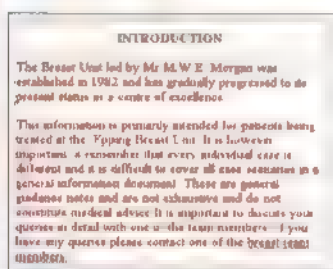 INTRODUCTION
The Breast Unit led by Mr M.W.E. Morgan was
established in 1982 and has gradually progressed to its
present status as a centre of excellence
This information is primarily intended for patients being
treated at the Epping Breast Unit. It is however
important to remember that every individual case is
different and it is difficult to cover all case scenarios in a
general information document. These are general
guidance notes and are not exhaustive and do not
constitute medical advice It is important to discuss your
queries in detail with one of the team members. If you
have any queries please contact one of the breast team
members.